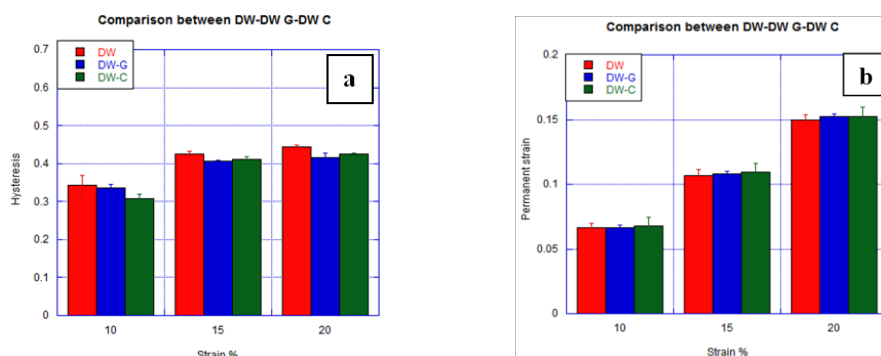 Comparison between DW-DW G-DW C
0.7
0.6
0.5
0.4
0.3
0.2
0.1
0
Hysteresis
DW
DW-G
DW-C
a
10
15
20
Strain %
Comparison between DW-DW G-DW C
0.2
0.15
0.1
0.05
0
Permanent strain
DW
DW-G
DW-C
b
10
15
20
Strain %